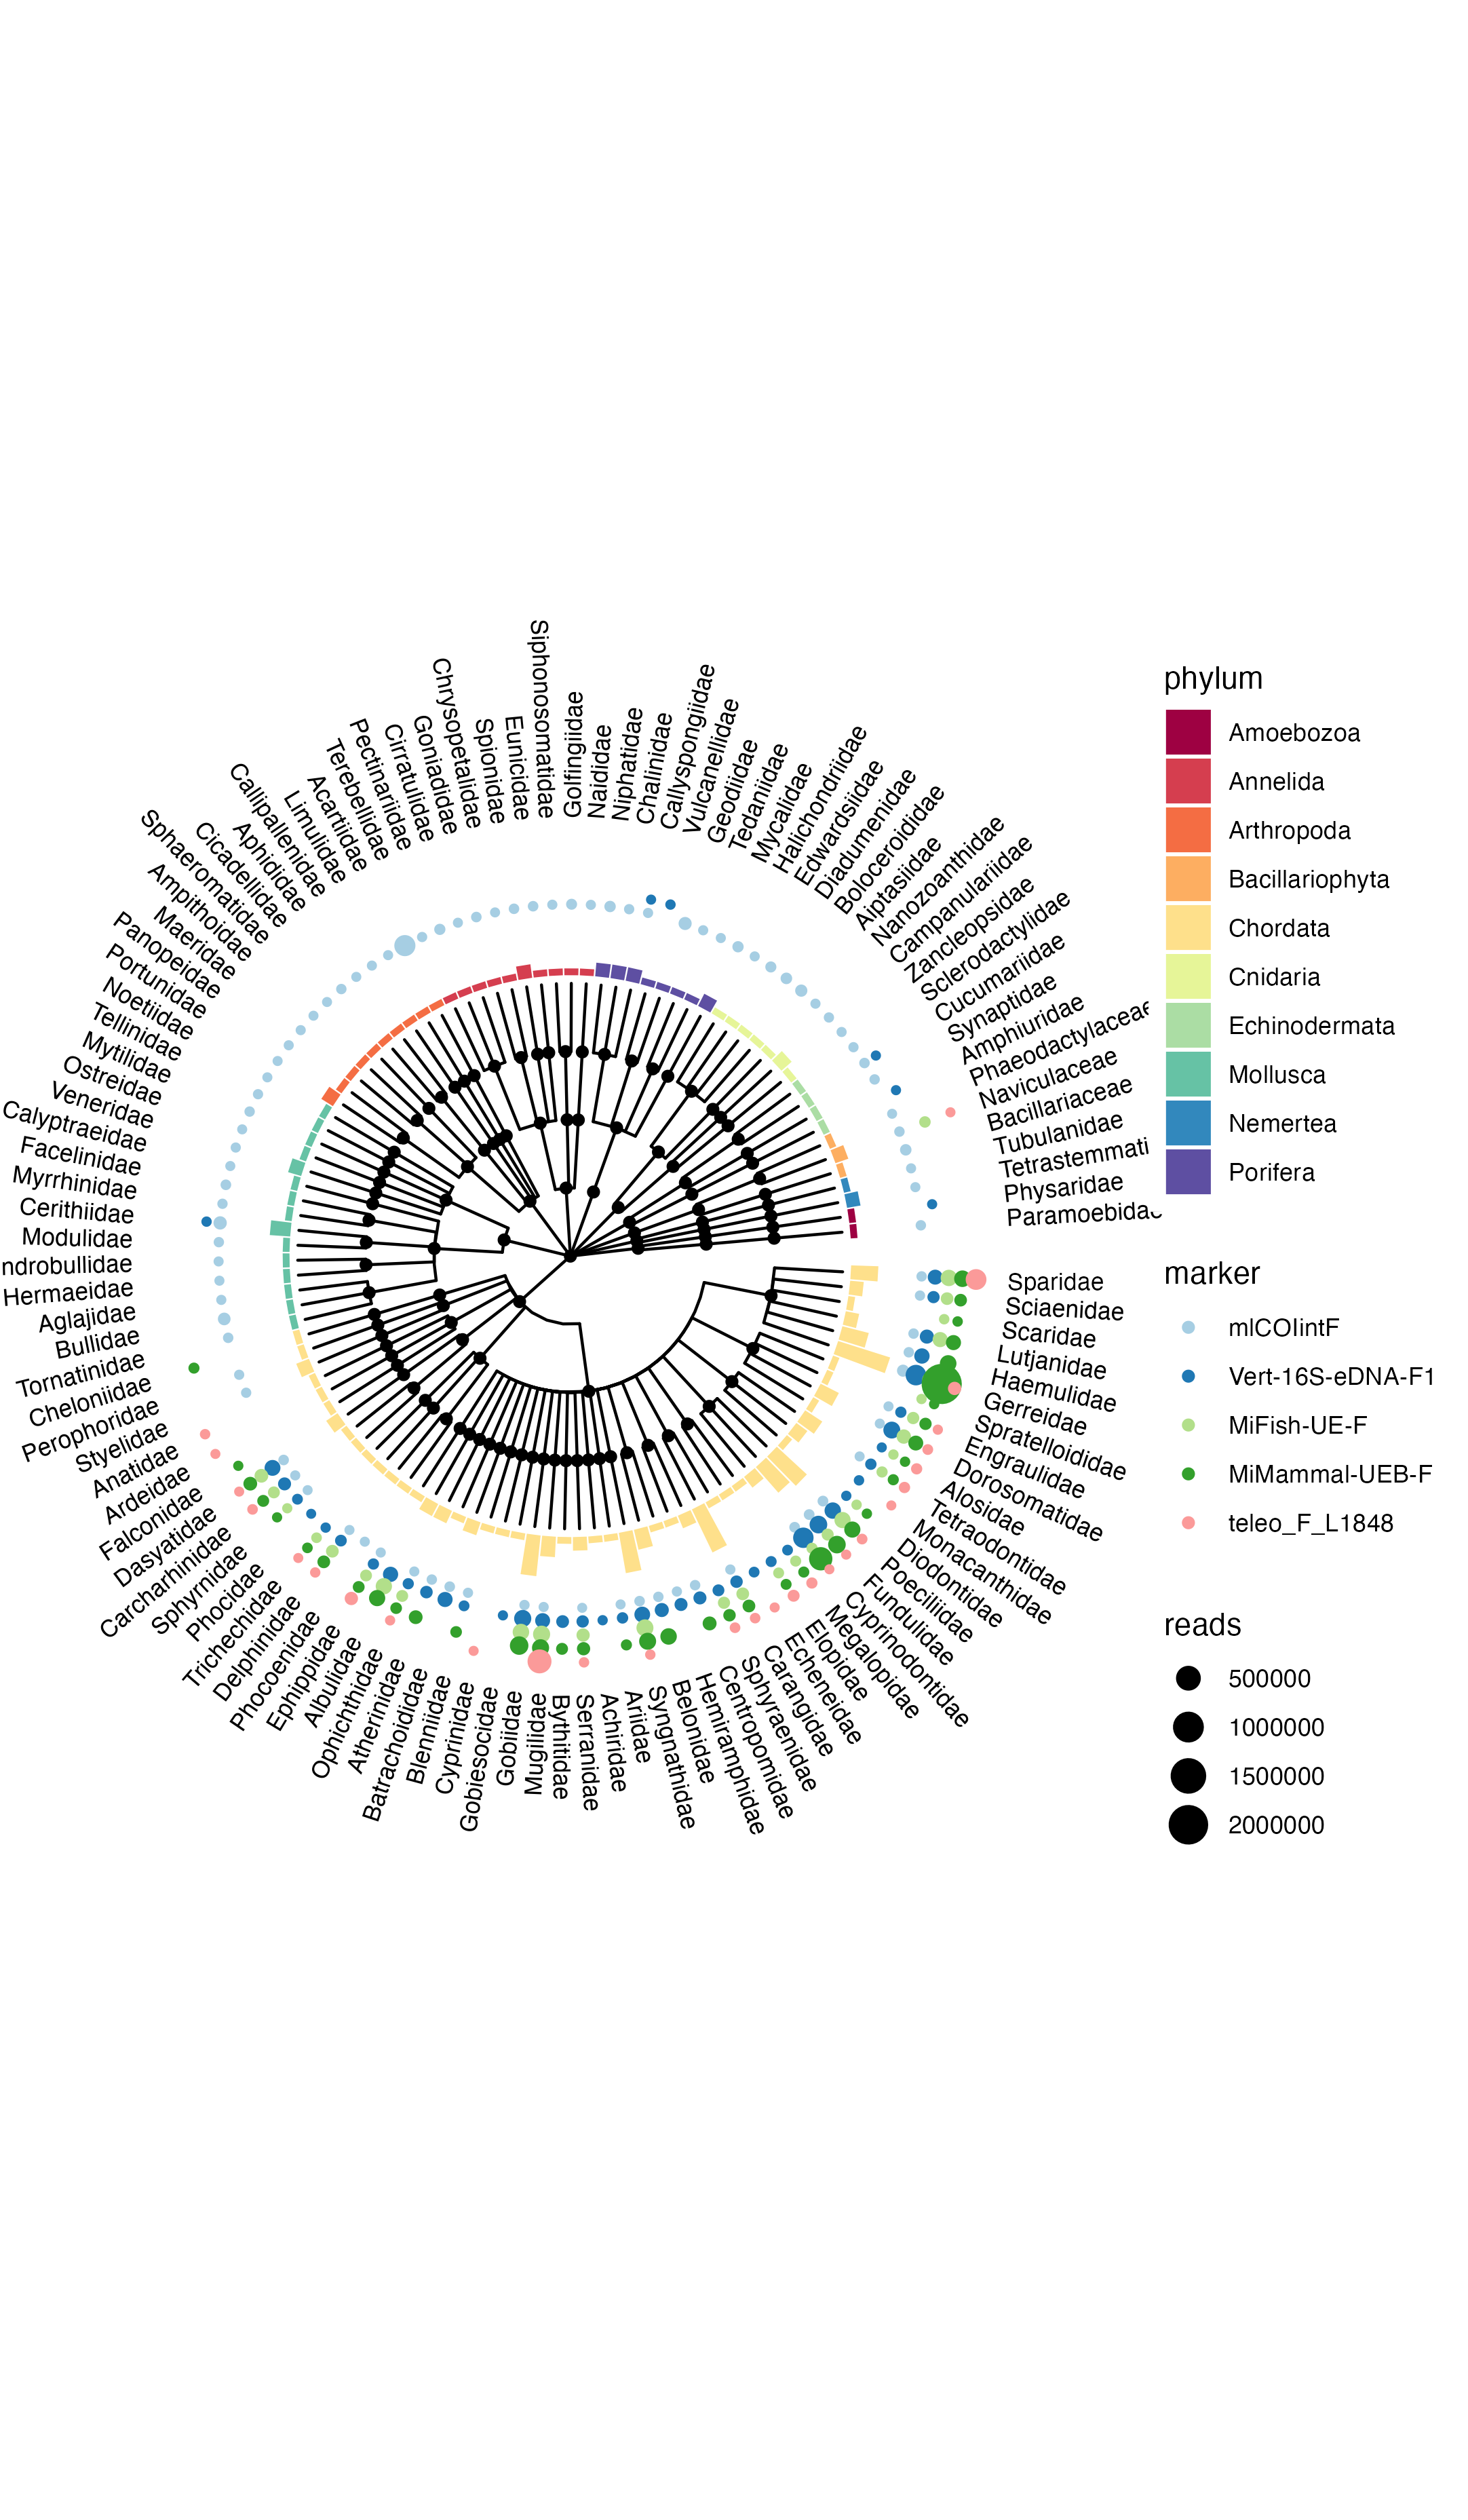 Siphonosomatidae
Golfingiidae
Naididae
Niphatidae
Chalinidae
Callyspongiidae
Vulcanellidae
Geodiidae
Tedaniidae
Mycalidae
Halichondriidae
Edwardsiidae
Diadumenidae
Boloceroididae
Aiptasiidae
Nanozoanthidae
Campanulariidae
Zancleopsidae
Sclerodactylidae
Cucumariidae
Synaptidae
Amphiuridae
Phaeodactylaceae
Naviculaceae
Bacillariaceae
Tubulanidae
Tetrastemmati
Physaridae
Paramoebidae
Sparidae
Sciaenidae
Scaridae
Lutjanidae
Haemulidae
Gerreidae
Spratelloididae
Engraulidae
Dorosomatidae
Alosidae
Tetraodontidae
Monacanthidae
Diodontidae
Poeciliidae
Fundulidae
Cyprinodontidae
Megalopidae
Elopidae
Echeneidae
Carangidae
Sphyraenidae
Centropomidae
Hemiramphidae
Belonidae
Syngnathidae
Ariidae
Achiridae
Serranidae
Bythitidae
Mugilidae
Gobiidae
Gobiesocidae
Cyprinidae
Blenniidae
Batrachoididae
Atherinidae
Ophichthidae
Albulidae
Ephippidae
Phocoenidae
Delphinidae
Trichechidae
Phocidae
Sphyrnidae
Carcharhinidae
Dasyatidae
Falconidae
Ardeidae
Anatidae
Styelidae
Perophoridae
Cheloniidae
Tornatinidae
Bullidae
Aglajidae
Hermaeidae
ndrobullidae
Modulidae
Cerithiidae
Myrrhinidae
Facelinidae
Calyptraeidae
Veneridae
Ostreidae
Mytilidae
Tellinidae
Noetiidae
Portunidae
Panopeidae
Maeridae
Ampithoidae
Sphaeromatidae
Cicadellidae
Aphididae
Callipallenidae
Limulidae
Acartiidae
Terebellidae
Pectinariidae
Cirratulidae
Goniadidae
Chrysopetalidae
Spionidae
Eunicidae
phylum
Amoebozoa
Annelida
Arthropoda
Bacillariophyta
Chordata
Cnidaria
Echinodermata
Mollusca
Nemertea
Porifera
marker
mlCOIintF
Vert-16S-eDNA-F1
MiFish-UE-F
MiMammal-UEB-F
teleo_F_L1848
reads
500000
1000000
1500000
2000000